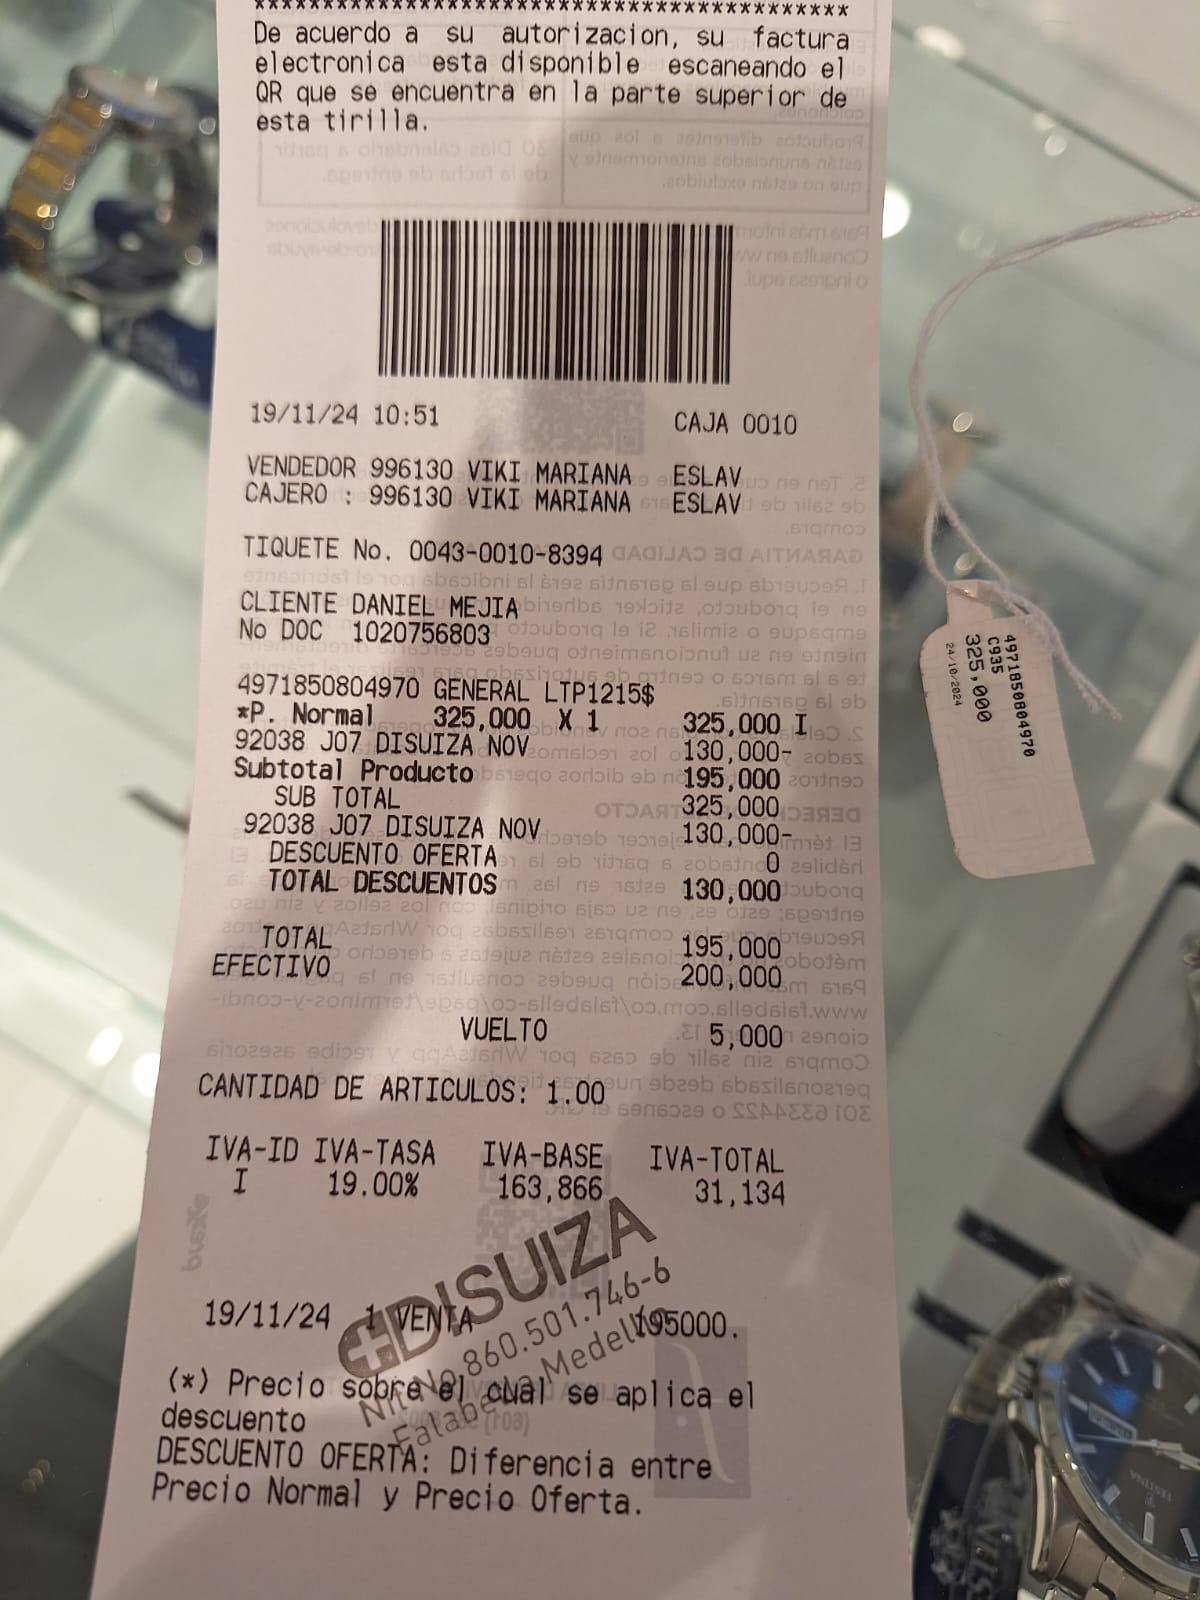 De acuerdo a su autorizacion, su factura
electronica esta disponible escaneando el
QR que se encuentra en la parte superior de
esta tirilla.
19/11/24 10:51 CAJA 0010
VENDEDOR 996130 VIKI MARIANA ESLAV
CAJERO : 996130 VIKI MARIANA ESLAV
TIQUETE No. 0043-0010-8394
CLIENTE DANIEL MEJIA
No DOC 1020756803
4971850804970 GENERAL LTP1215$
*P. Normal 325,000 X 1 325,000 I
92038 J07 DISUIZA NOV 130,000-
Subtotal Producto 195,000
SUB TOTAL 325,000
92038 J07 DISUIZA NOV 130,000-
DESCUENTO OFERTA 0
TOTAL DESCUENTOS 130,000
TOTAL 195,000
EFECTIVO 200,000
VUELTO 5,000
CANTIDAD DE ARTICULOS: 1.00
IVA-ID IVA-TASA IVA-BASE IVA-TOTAL
I 19.00% 163,866 31,134
19/11/24 1 VENTA 195000.
(*) Precio sobre el cual se aplica el
descuento
DESCUENTO OFERTA: Diferencia entre
Precio Normal y Precio Oferta.
DISUIZA
Nit No 860.501.746-6
Falabella Medellin
4971850804970
C935
325,000
24/10/2024
FESTINA